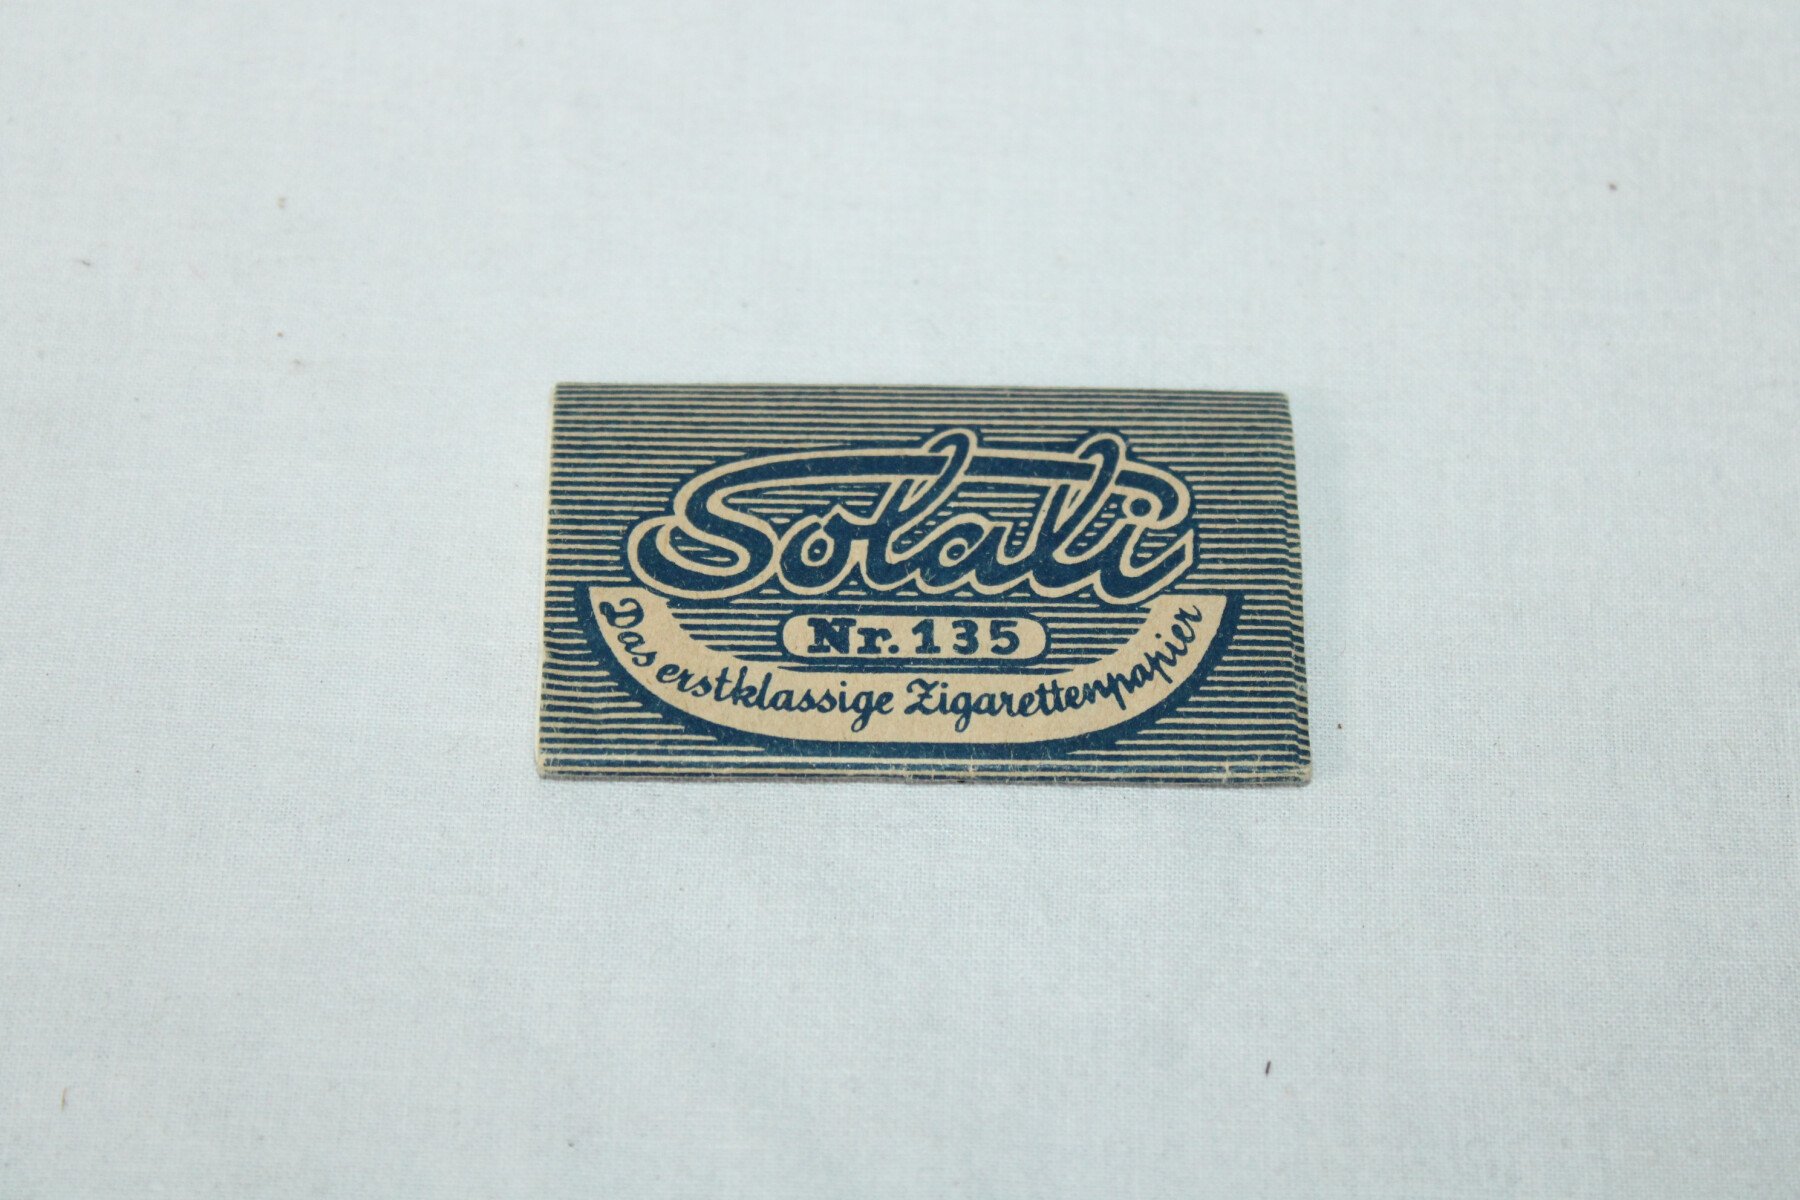 Solali
Nr. 135
Das erstklassige Zigarettenpapier